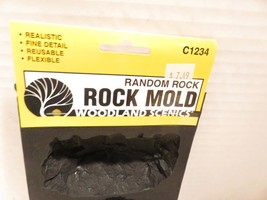 • REALISTIC
• FINE DETAIL
• REUSABLE
• FLEXIBLE
C1234
RANDOM ROCK
ROCK MOLD
WOODLAND SCENICS